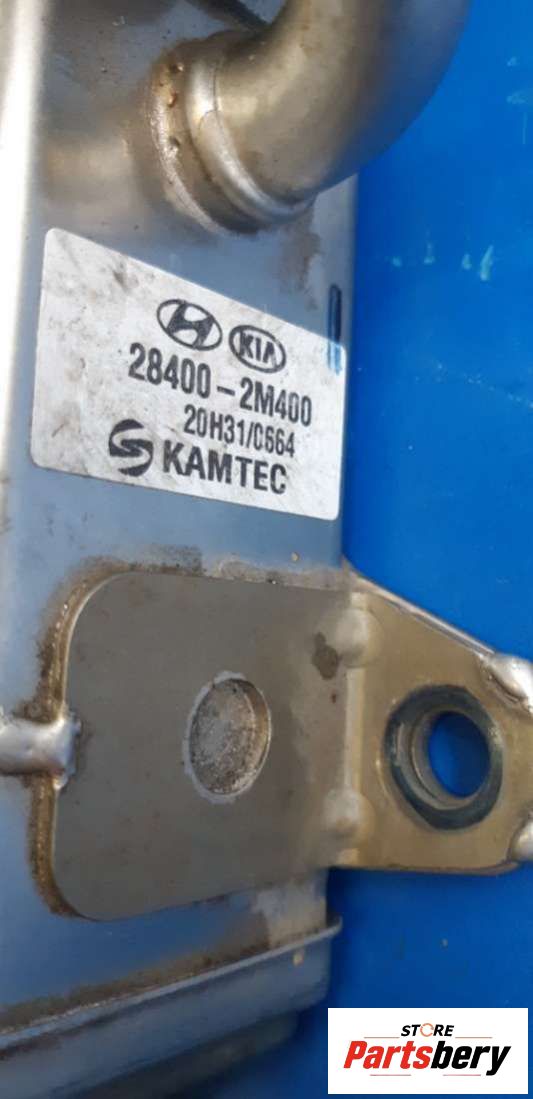 KIA
28400-2M400
20H31/C664
KAMTEC
STORE
Partsbery